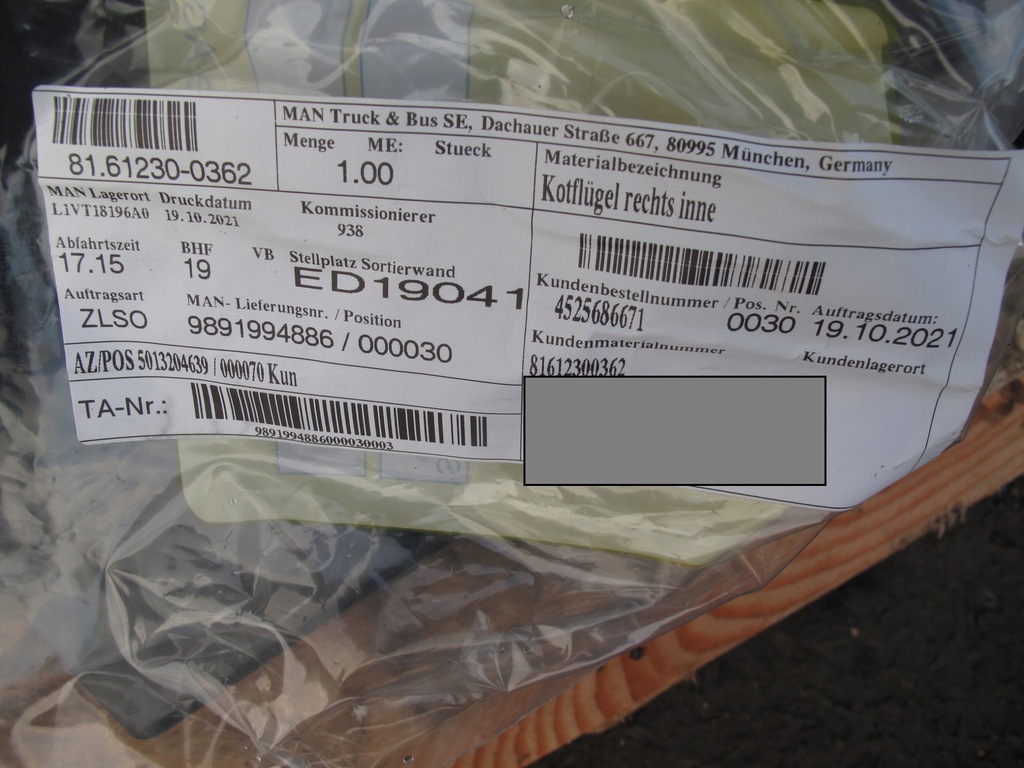 MAN Truck & Bus SE, Dachauer Straße 667, 80995 München, Germany
81.61230-0362
Menge ME: Stueck
1.00
Materialbezeichnung
Kotflügel rechts inne
MAN Lagerort Druckdatum
L1VT18196A0 19.10.2021
Kommissionierer
938
Abfahrtszeit BHF VB Stellplatz Sortierwand
17.15 19 ED19041
Auftragsart MAN- Lieferungsnr. / Position
ZLSO 9891994886 / 000030
Kundenbestellnummer / Pos. Nr. Auftragsdatum:
4525686671 0030 19.10.2021
Kundenmaterialnummer Kundenlagerort
81612300362
AZ/POS 5013204639 / 000070 Kun
TA-Nr.:
9891994886000030003